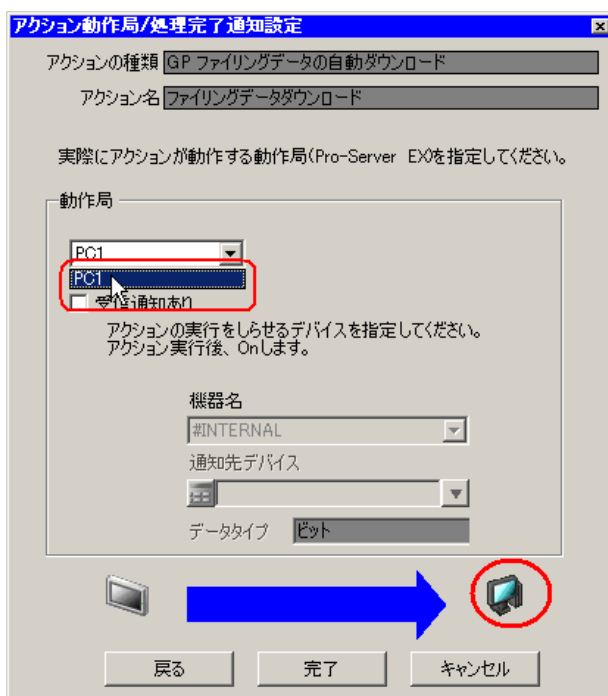 アクション動作局/処理完了通知設定
アクションの種類 GP ファイリングデータの自動ダウンロード
アクション名 ファイリングデータダウンロード
実際にアクションが動作する動作局(Pro-Server EX)を指定してください。
動作局
PC1
PC1
受信通知あり
アクションの実行をしらせるデバイスを指定してください。
アクション実行後、Onします。
機器名
#INTERNAL
通知先デバイス
データタイプ ビット
戻る 完了 キャンセル